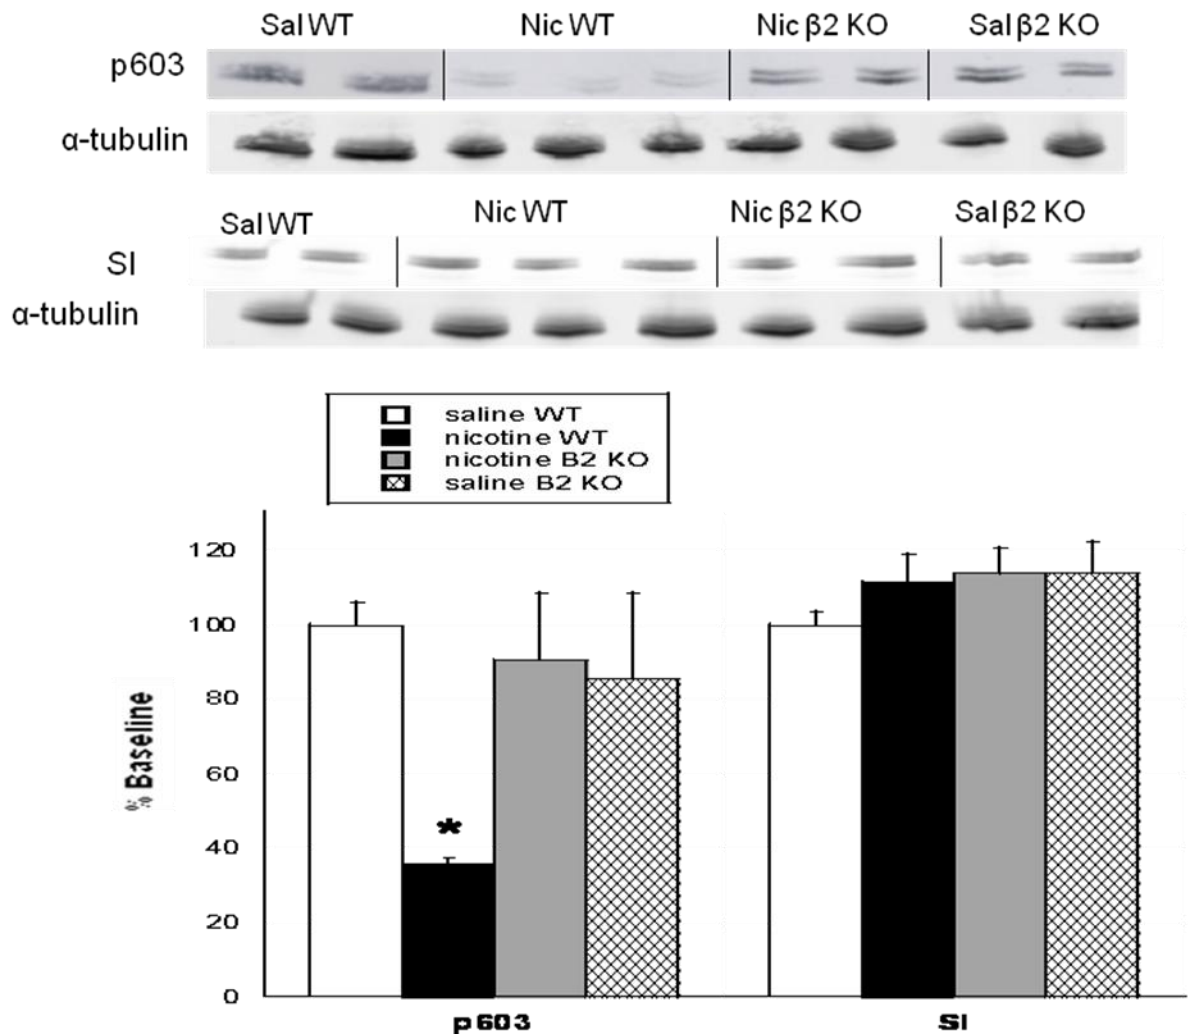 Sal WT Nic WT Nic β2 KO Sal β2 KO
p603
α-tubulin
Sal WT Nic WT Nic β2 KO Sal β2 KO
SI
α-tubulin
saline WT
nicotine WT
nicotine B2 KO
saline B2 KO
120
100
80
60
40
20
0
% Baseline
*
p603 SI